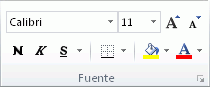 Calibri 11 A A
N K S A
Fuente